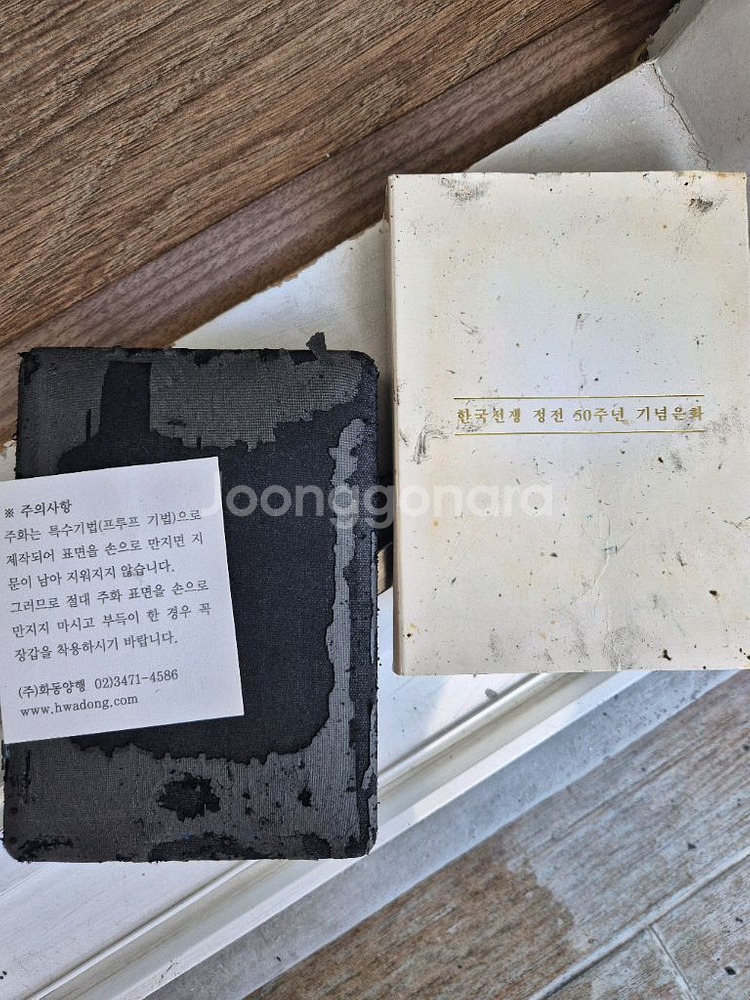 한국전쟁 정전 50주년 기념은화
Joonggonara
※ 주의사항
주화는 특수기법(프루프 기법)으로
제작되어 표면을 손으로 만지면 지
문이 남아 지워지지 않습니다.
그러므로 절대 주화 표면을 손으로
만지지 마시고 부득이 한 경우 꼭
장갑을 착용하시기 바랍니다.
(주)화동양행 02)3471-4586
www.hwadong.com